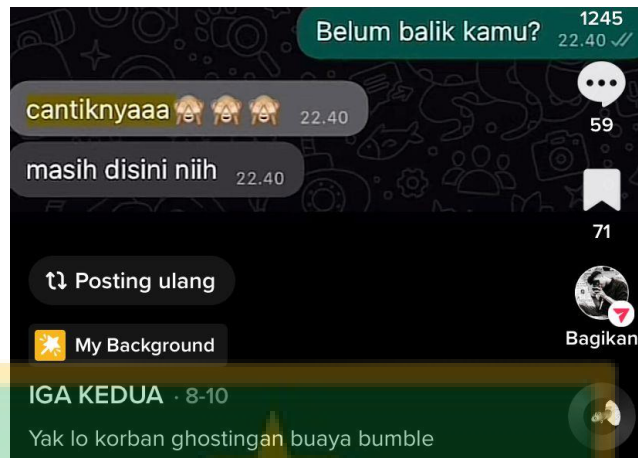 Belum balik kamu?
22.40
1245
cantiknyaaa🙈🙈🙈 22.40
59
masih disini niih 22.40
71
Posting ulang
My Background
Bagikan
IGA KEDUA · 8-10
Yak lo korban ghostingan buaya bumble